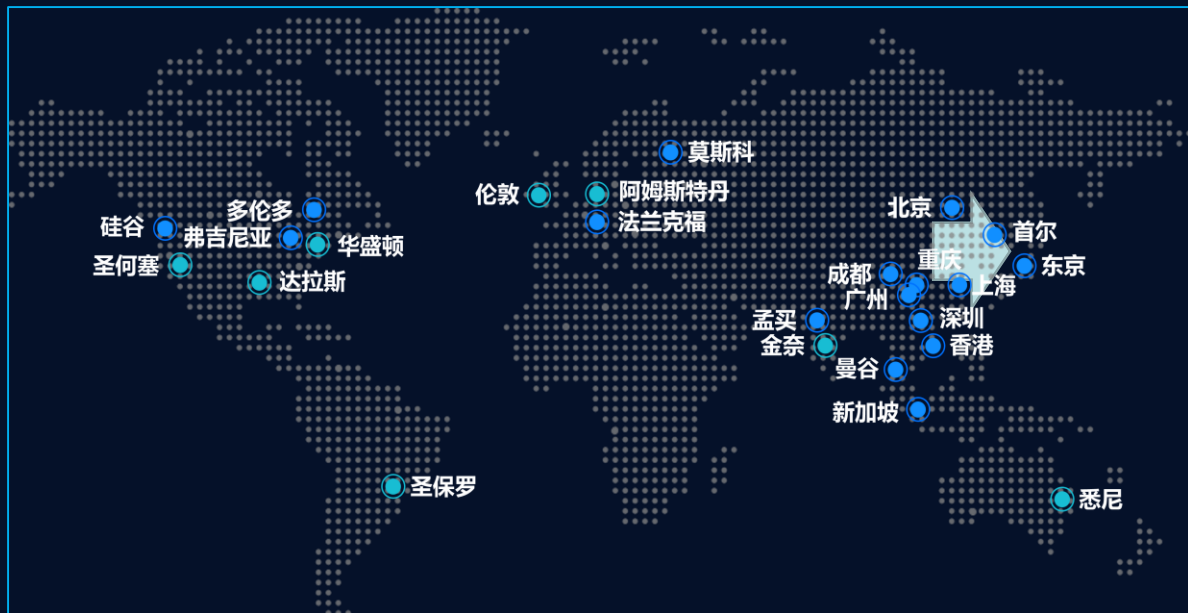 莫斯科
伦敦
阿姆斯特丹
多伦多
北京
硅谷
法兰克福
弗吉尼亚
首尔
华盛顿
圣何塞
重庆
东京
成都
达拉斯
上海
广州
孟买
深圳
金奈
香港
曼谷
新加坡
圣保罗
悉尼